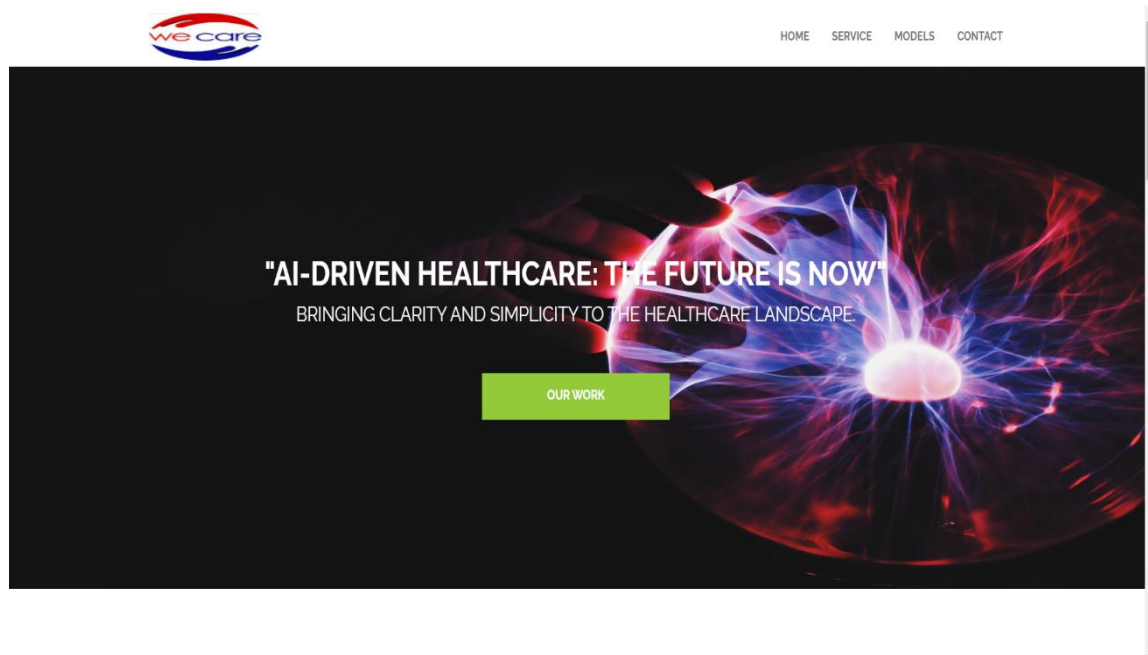 we care
HOME SERVICE MODELS CONTACT
"AI-DRIVEN HEALTHCARE: THE FUTURE IS NOW"
BRINGING CLARITY AND SIMPLICITY TO THE HEALTHCARE LANDSCAPE.
OUR WORK